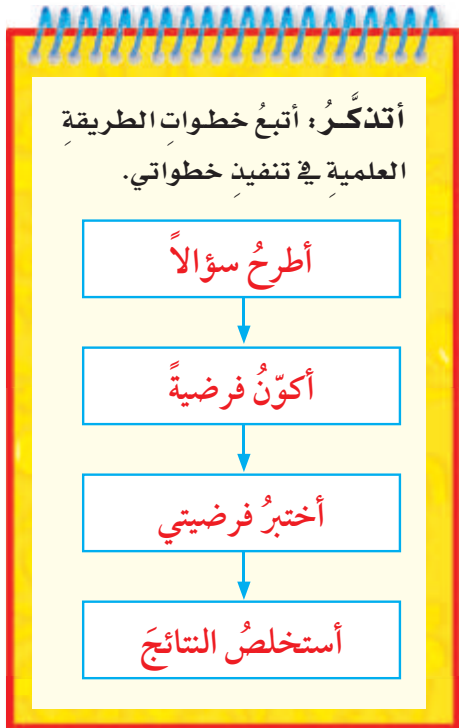 أتذكَّرُ: أتبعُ خطواتِ الطريقةِ
العلميةِ في تنفيذِ خطواتي.
أطرحُ سؤالاً
أكوّنُ فرضيةً
أختبرُ فرضيتي
أستخلصُ النتائجَ